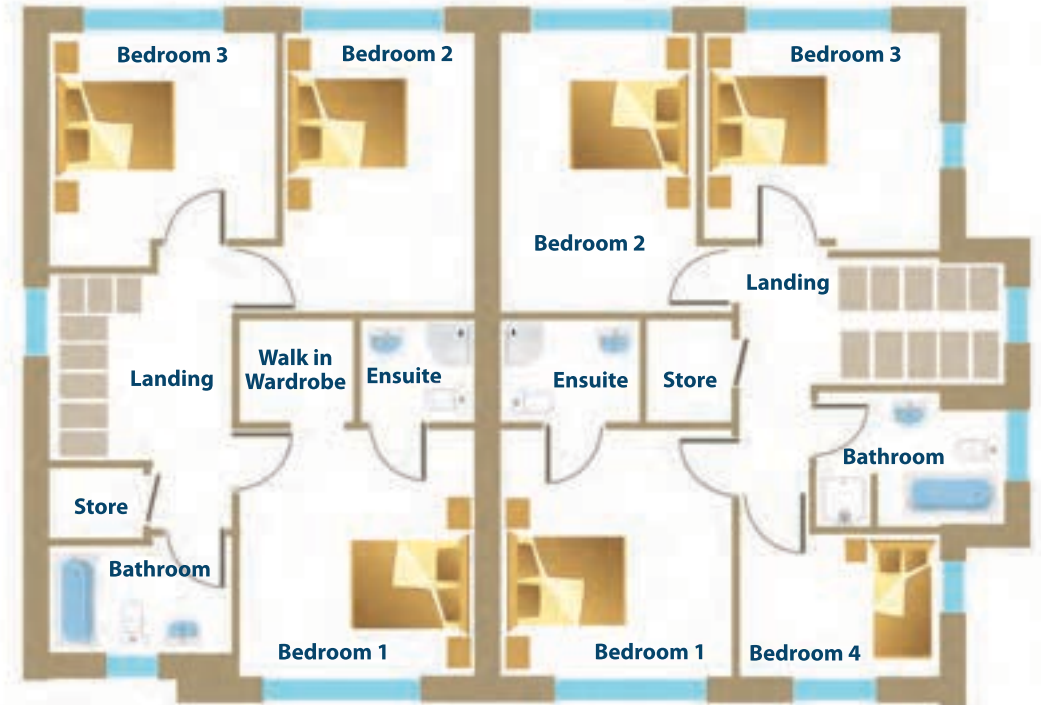 Bedroom 3
Bedroom 2
Bedroom 3
Bedroom 2
Landing
Walk in
Wardrobe
Ensuite
Ensuite
Store
Landing
Bathroom
Store
Bathroom
Bedroom 1
Bedroom 1
Bedroom 4